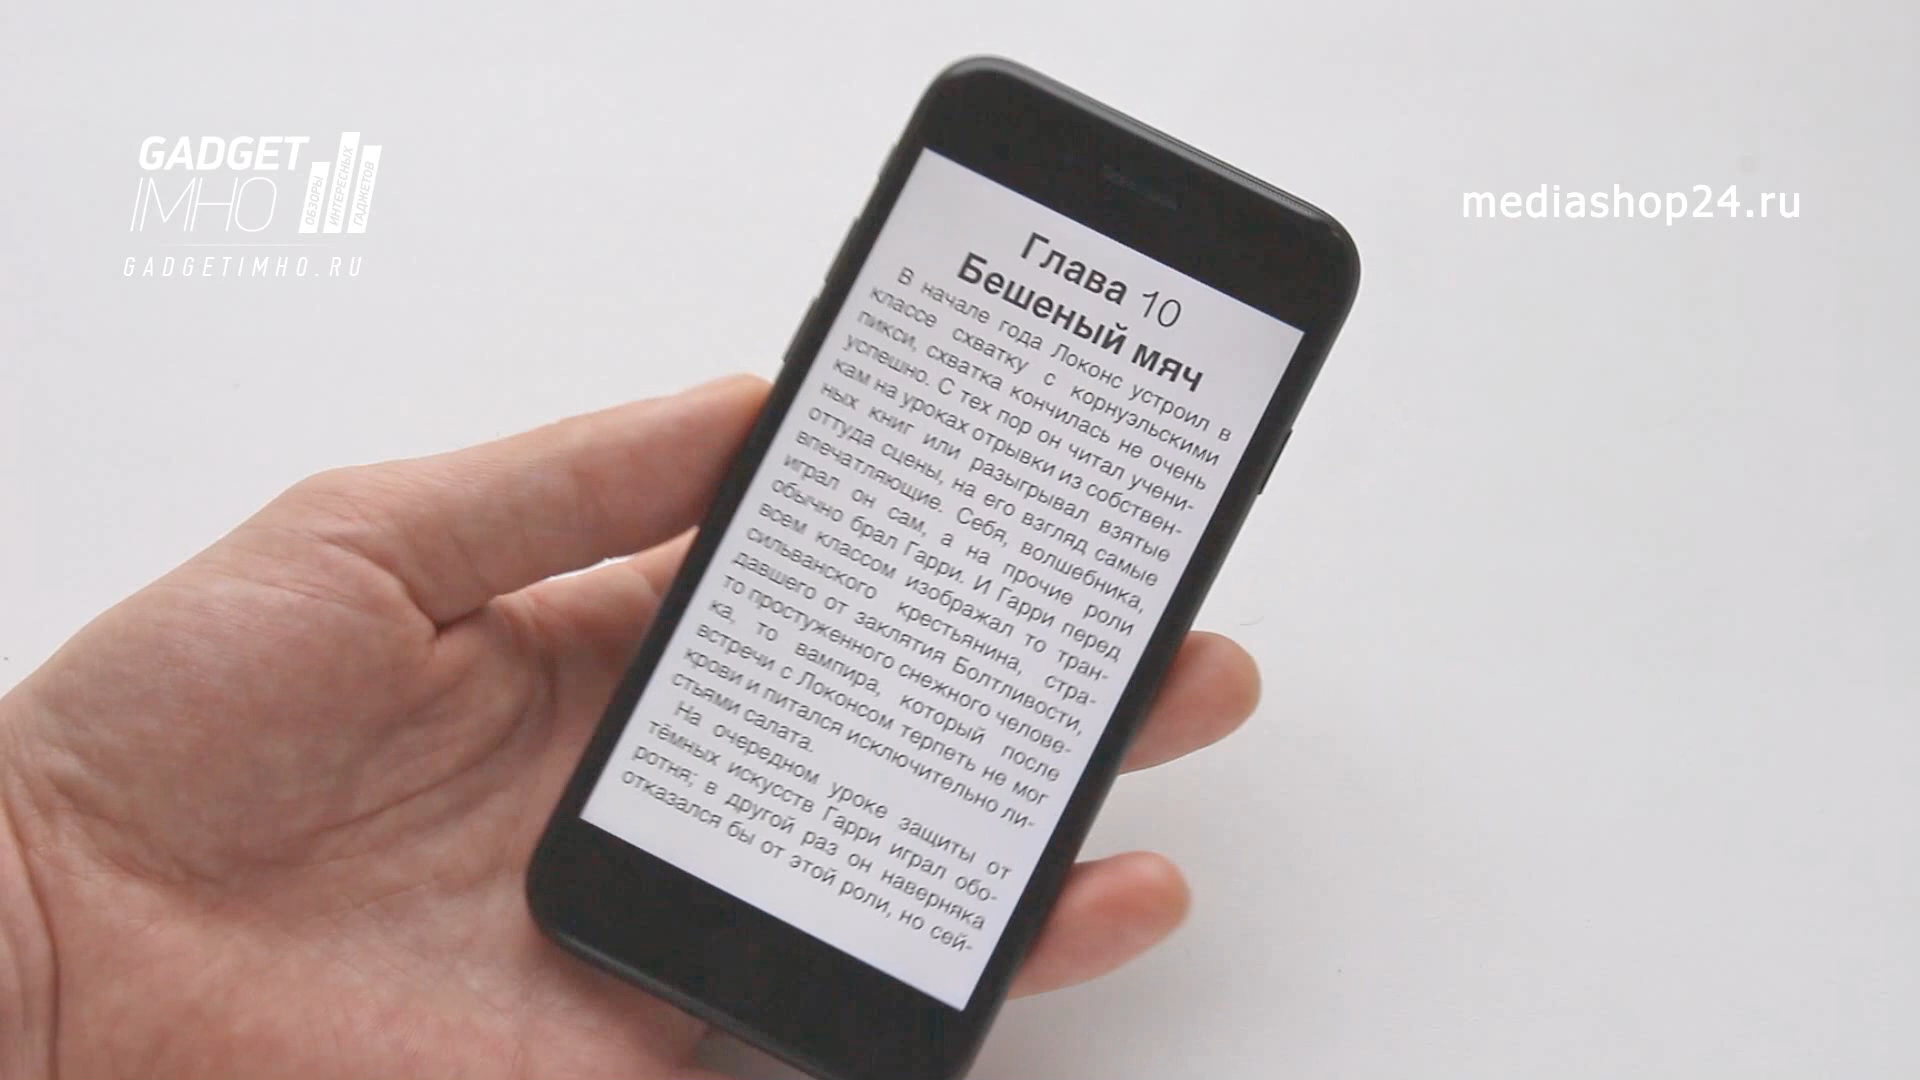 GADGET
IMHO
ОБЗОРЫ
ИНТЕРЕСНЫХ
ГАДЖЕТОВ
GADGETIMHO.RU
mediashop24.ru
Глава 10
Бешеный мяч
В начале года Локонс устроил в
классе схватку с корнуэльскими
пикси, схватка кончилась не очень
успешно. С тех пор он читал учени-
кам на уроках отрывки из собствен-
ных книг или разыгрывал взятые
оттуда сцены, на его взгляд самые
впечатляющие. Себя, волшебника,
играл он сам, а на прочие роли
обычно брал Гарри. И Гарри перед
всем классом изображал то тран-
сильванского крестьянина, стра-
давшего от заклятия Болтливости,
то простуженного снежного челове-
ка, то вампира, который после
встречи с Локонсом терпеть не мог
крови и питался исключительно ли-
стьями салата.
На очередном уроке защиты от
тёмных искусств Гарри играл обо-
ротня; в другой раз он наверняка
отказался бы от этой роли, но сей-